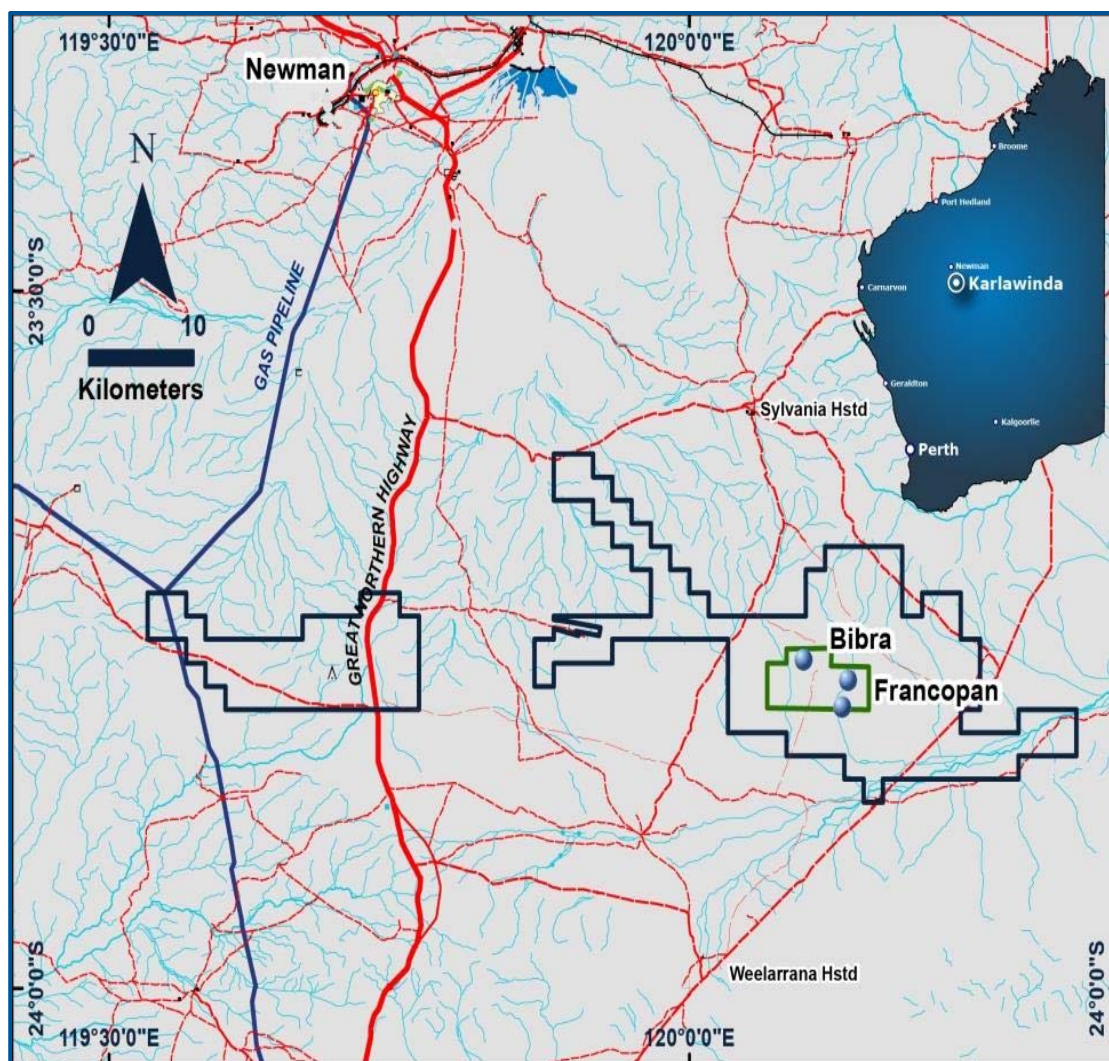 119°30'0"E
120°0'0"E
Newman
N
Broome
Port Hedland
Newman
Karlawinda
Carnarvon
Geraldton
Kalgoorlie
Perth
23°30'0"S
0 10
Kilometers
GAS PIPELINE
GREAT NORTHERN HIGHWAY
Sylvania Hstd
Bibra
Francopan
Weelarrana Hstd
24°0'0"S
24°0'0"S
119°30'0"E
120°0'0"E